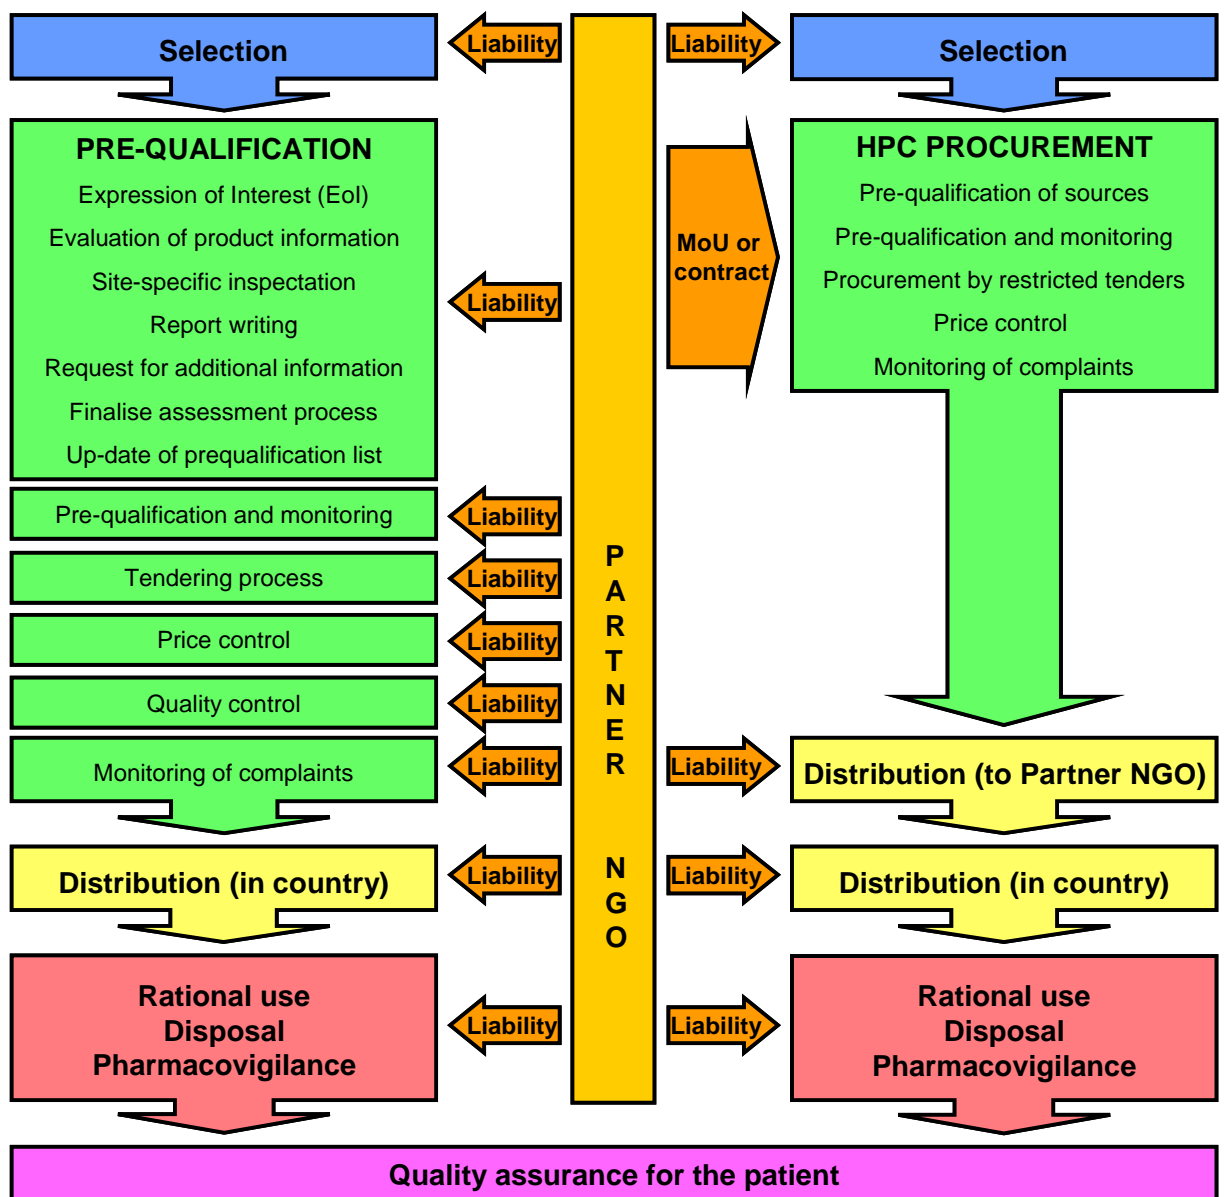 Selection
Liability
Liability
Selection
PRE-QUALIFICATION
Expression of Interest (EoI)
Evaluation of product information
Site-specific inspectation
Report writing
Request for additional information
Finalise assessment process
Up-date of prequalification list
Liability
MoU or
contract
HPC PROCUREMENT
Pre-qualification of sources
Pre-qualification and monitoring
Procurement by restricted tenders
Price control
Monitoring of complaints
Pre-qualification and monitoring
Liability
Tendering process
Liability
Price control
Liability
Quality control
Liability
Monitoring of complaints
Liability
P
A
R
T
N
E
R
N
G
O
Liability
Distribution (to Partner NGO)
Distribution (in country)
Liability
Liability
Distribution (in country)
Rational use
Disposal
Pharmacovigilance
Liability
Liability
Rational use
Disposal
Pharmacovigilance
Quality assurance for the patient